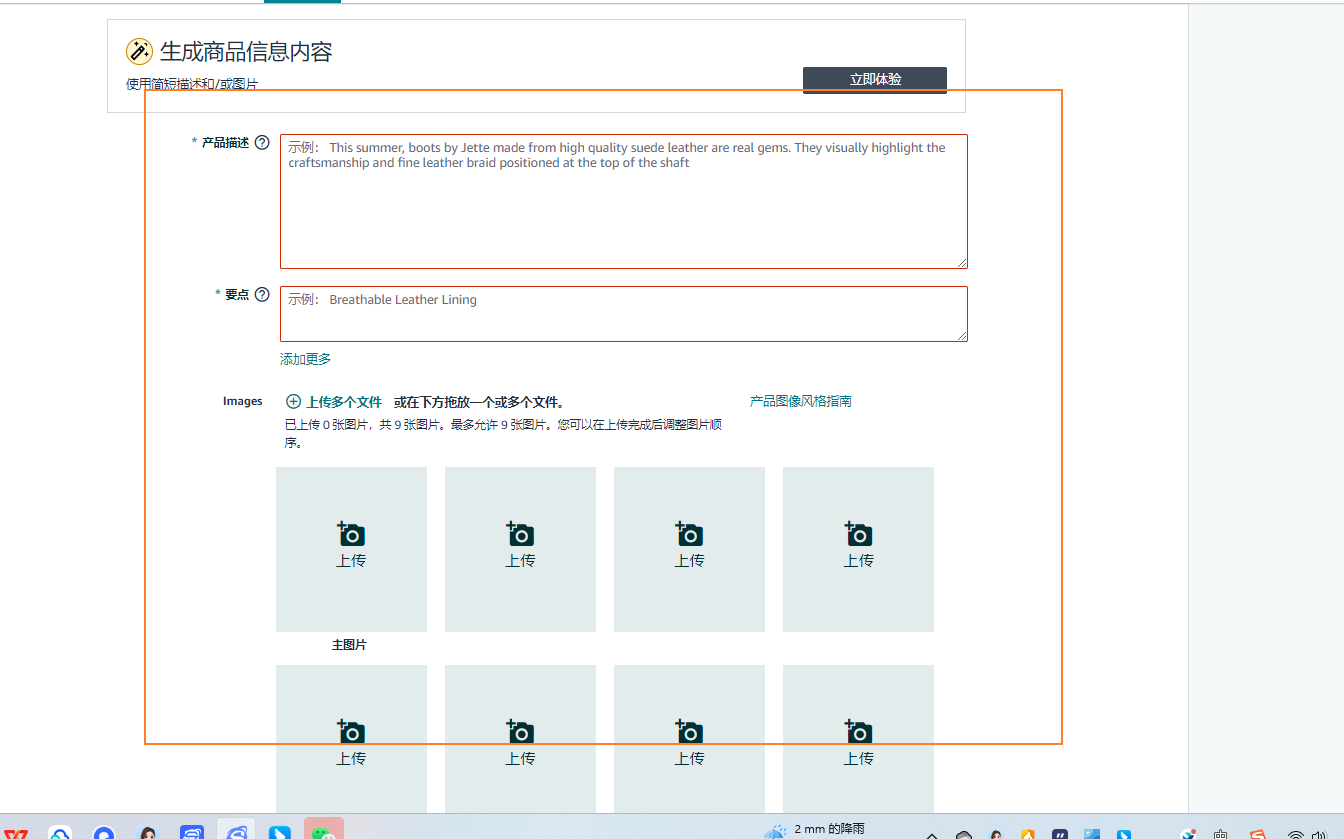 生成商品信息内容
使用简短描述和/或图片
立即体验
* 产品描述 ?
示例： This summer, boots by Jette made from high quality suede leather are real gems. They visually highlight the
craftsmanship and fine leather braid positioned at the top of the shaft
* 要点 ?
示例： Breathable Leather Lining
添加更多
Images 上传多个文件 或在下方拖放一个或多个文件。 产品图像风格指南
已上传 0 张图片，共 9 张图片。最多允许 9 张图片。您可以在上传完成后调整图片顺
序。
上传 上传 上传 上传
主图片
上传 上传 上传 上传
2 mm 的降雨
中